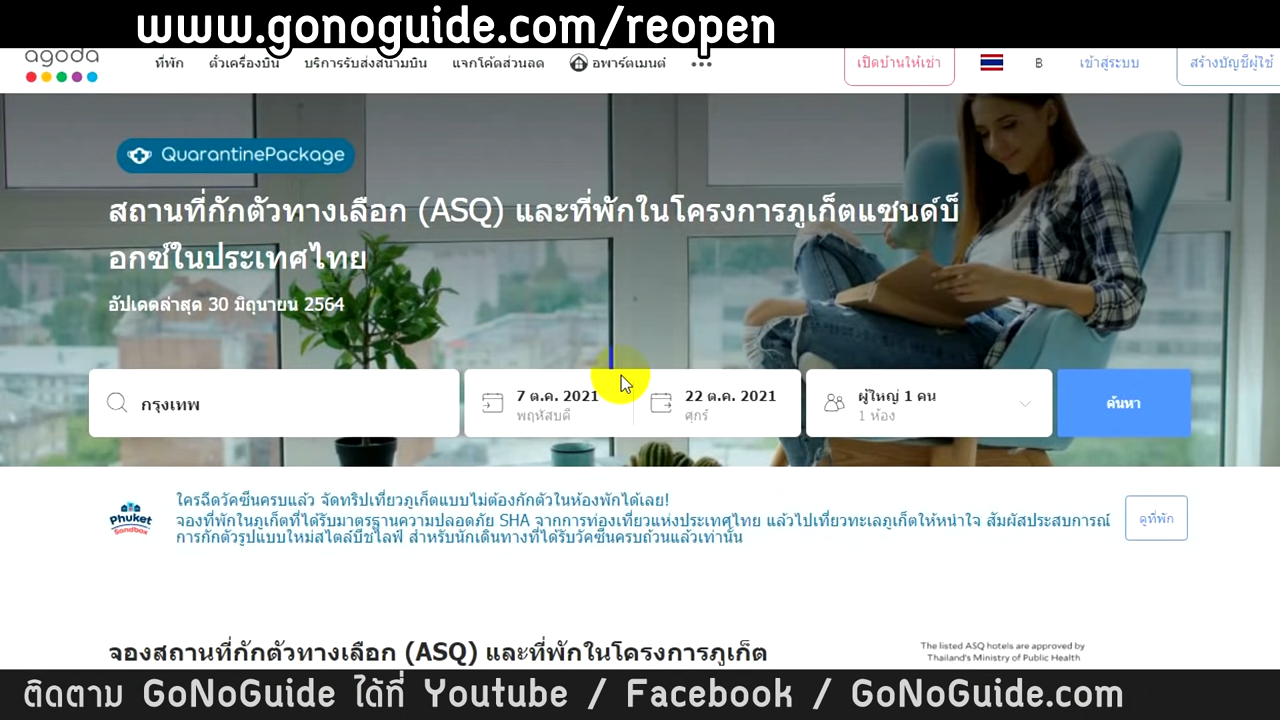 www.gonoguide.com/reopen
agoda
ที่พัก ตั๋วเครื่องบิน บริการรับส่งสนามบิน แจกโค้ดส่วนลด อพาร์ตเมนต์ ••• เปิดบ้านให้เช่า ฿ เข้าสู่ระบบ สร้างบัญชีผู้ใช้
QuarantinePackage
สถานที่กักตัวทางเลือก (ASQ) และที่พักในโครงการภูเก็ตแซนด์บ็
อกซ์ในประเทศไทย
อัปเดตล่าสุด 30 มิถุนายน 2564
กรุงเทพ
7 ต.ค. 2021
พฤหัสบดี
22 ต.ค. 2021
ศุกร์
ผู้ใหญ่ 1 คน
1 ห้อง
ค้นหา
Phuket
Sandbox
ใครฉีดวัคซีนครบแล้ว จัดทริปเที่ยวภูเก็ตแบบไม่ต้องกักตัวในห้องพักได้เลย!
จองที่พักในภูเก็ตที่ได้รับมาตรฐานความปลอดภัย SHA จากการท่องเที่ยวแห่งประเทศไทย แล้วไปเที่ยวทะเลภูเก็ตให้หนำใจ สัมผัสประสบการณ์
การกักตัวรูปแบบใหม่สไตล์บีชไลฟ์ สำหรับนักเดินทางที่ได้รับวัคซีนครบถ้วนแล้วเท่านั้น
ดูที่พัก
จองสถานที่กักตัวทางเลือก (ASQ) และที่พักในโครงการภูเก็ต
The listed ASQ hotels are approved by
Thailand's Ministry of Public Health
ติดตาม GoNoGuide ได้ที่ Youtube / Facebook / GoNoGuide.com